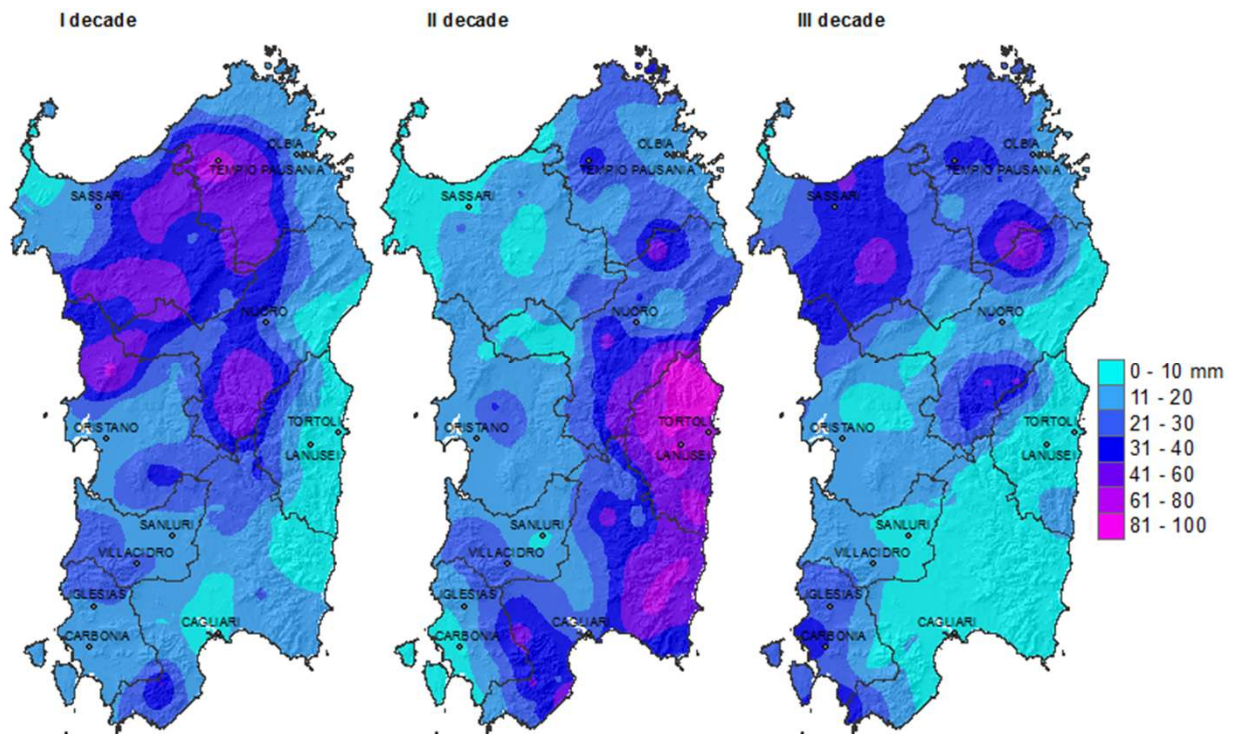 I decade
II decade
III decade
OLBIA
TEMPIO PAUSANIA
SASSARI
NUORO
TORTOLI
ORISTANO
LANUSEI
SANLURI
VILLACIDRO
IGLESIAS
CAGLIARI
CARBONIA
OLBIA
TEMPIO PAUSANIA
SASSARI
NUORO
TORTOLI
ORISTANO
LANUSEI
SANLURI
VILLACIDRO
IGLESIAS
CAGLIARI
CARBONIA
OLBIA
TEMPIO PAUSANIA
SASSARI
NUORO
TORTOLI
ORISTANO
LANUSEI
SANLURI
VILLACIDRO
IGLESIAS
CAGLIARI
CARBONIA
0 - 10 mm
11 - 20
21 - 30
31 - 40
41 - 60
61 - 80
81 - 100